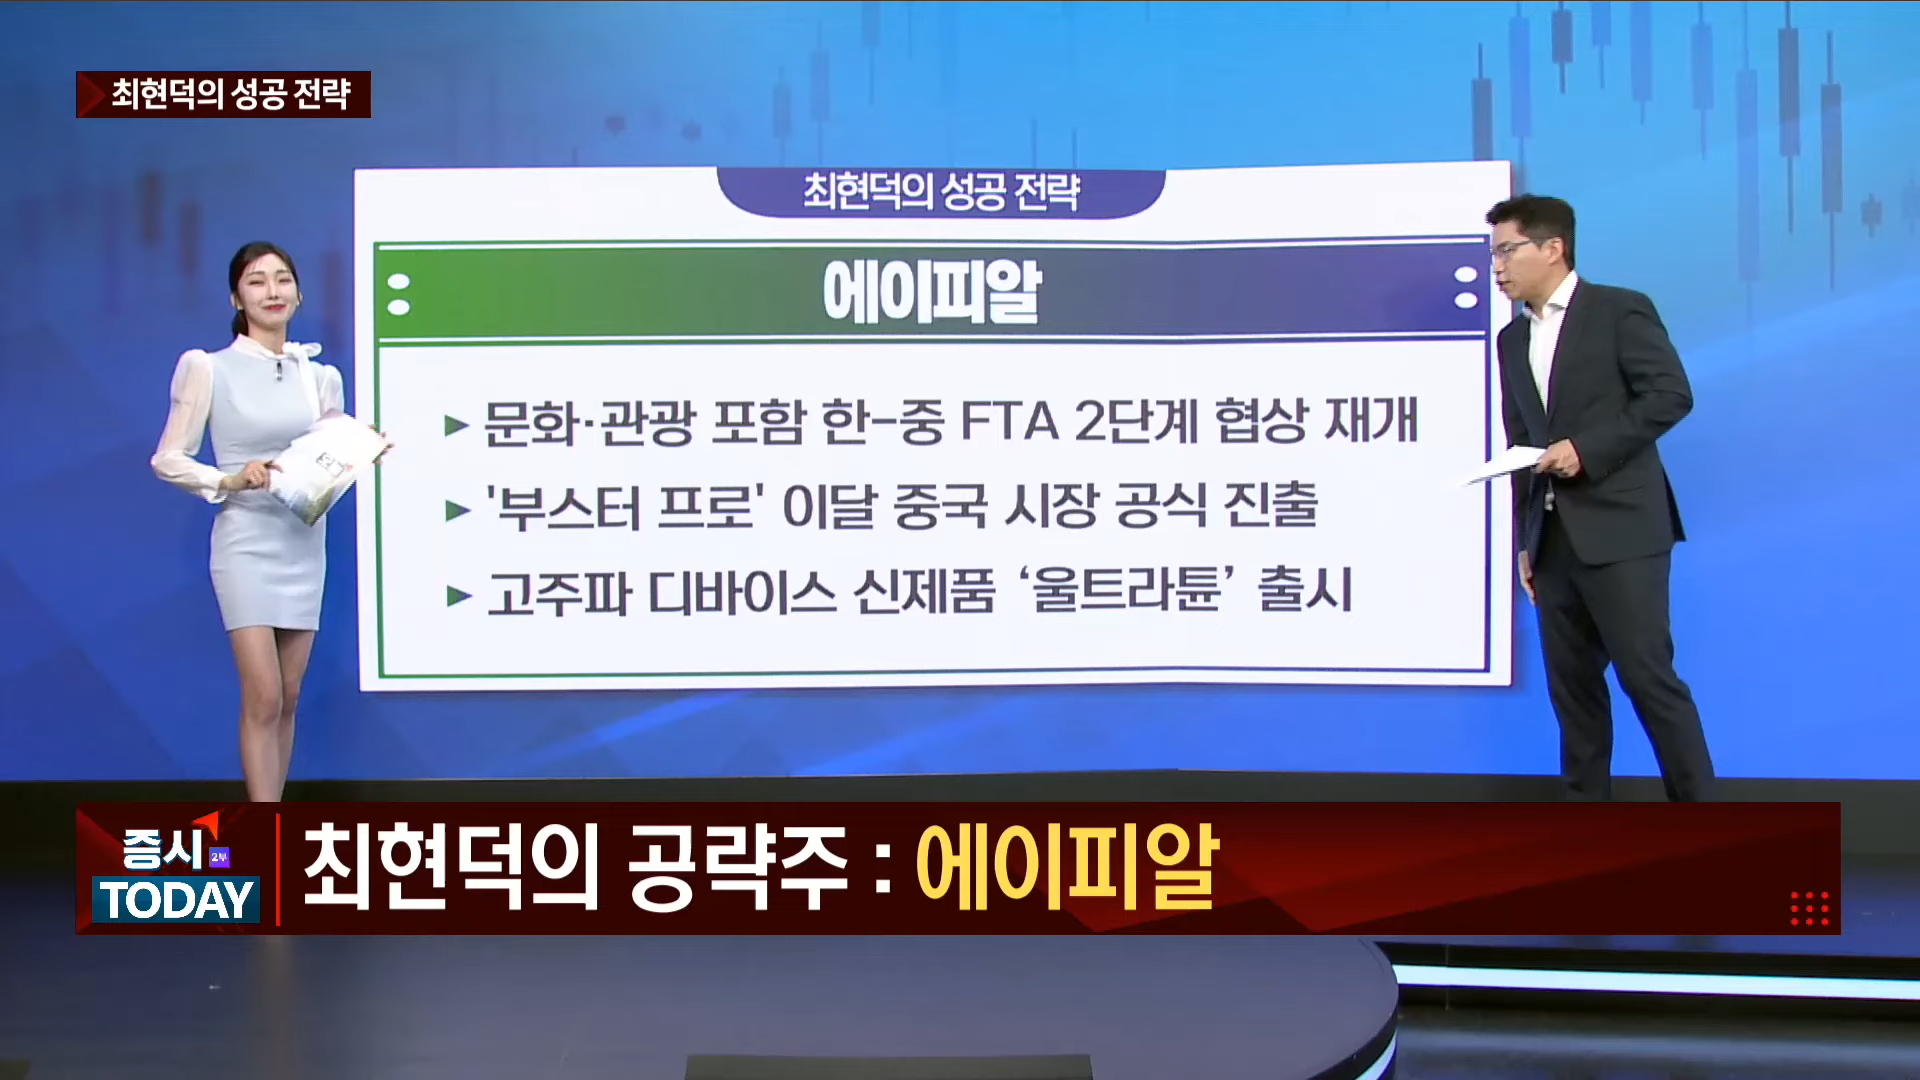 최현덕의 성공 전략
최현덕의 성공 전략
에이피알
▶ 문화·관광 포함 한-중 FTA 2단계 협상 재개
▶ '부스터 프로' 이달 중국 시장 공식 진출
▶ 고주파 디바이스 신제품 ‘울트라튠’ 출시
증시 2부
TODAY
최현덕의 공략주 : 에이피알